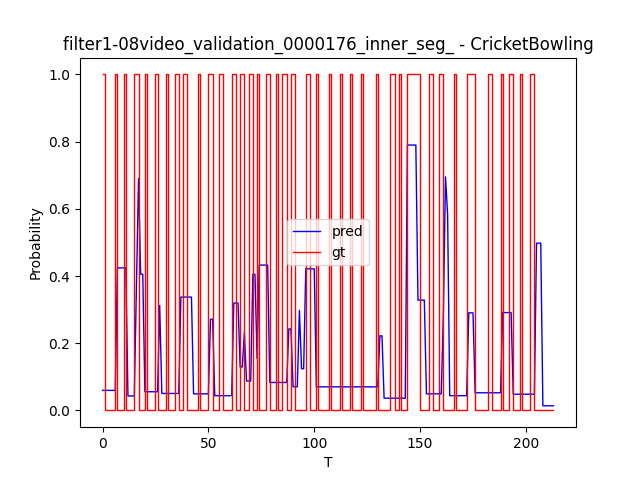 filter1-08video_validation_0000176_inner_seg_ - CricketBowling
1.0
0.8
0.6
0.4
0.2
0.0
Probability
pred
gt
0 50 100 150 200
T